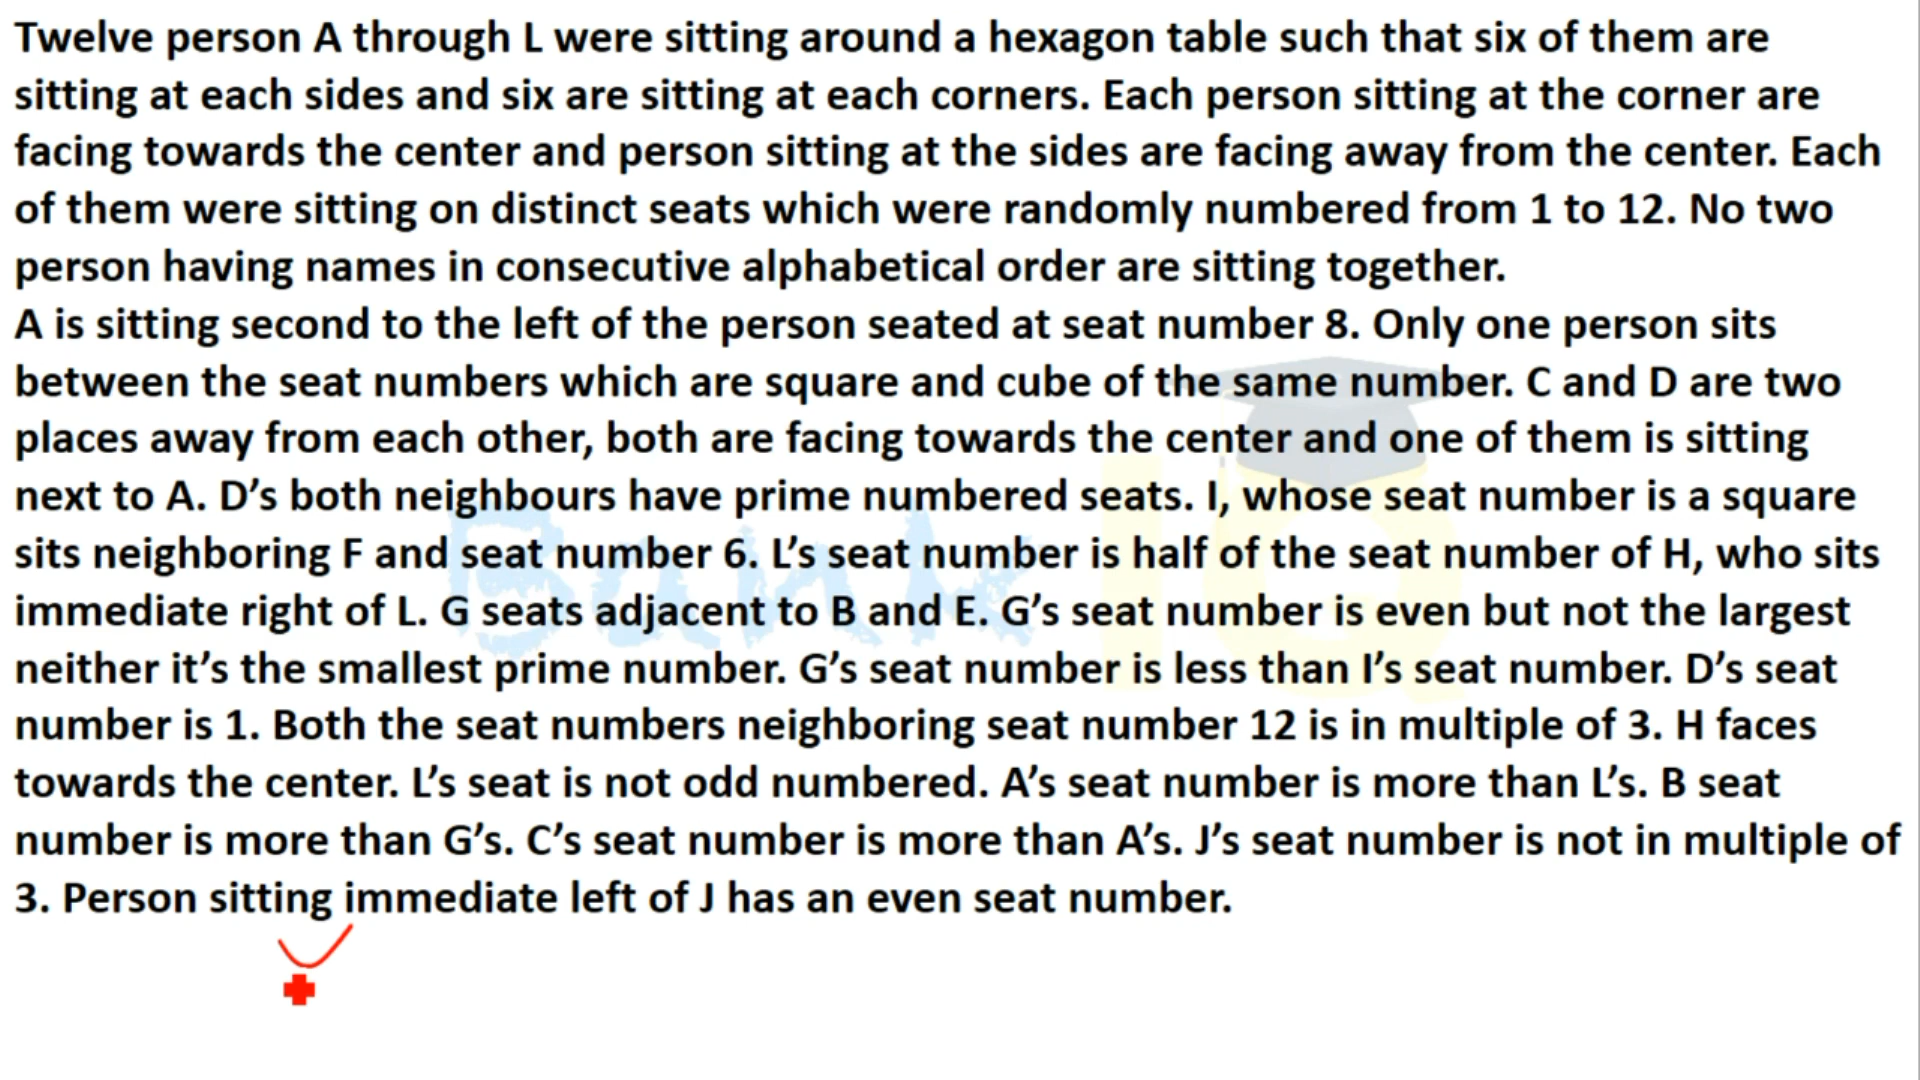 Twelve person A through L were sitting around a hexagon table such that six of them are
sitting at each sides and six are sitting at each corners. Each person sitting at the corner are
facing towards the center and person sitting at the sides are facing away from the center. Each
of them were sitting on distinct seats which were randomly numbered from 1 to 12. No two
person having names in consecutive alphabetical order are sitting together.
A is sitting second to the left of the person seated at seat number 8. Only one person sits
between the seat numbers which are square and cube of the same number. C and D are two
places away from each other, both are facing towards the center and one of them is sitting
next to A. D’s both neighbours have prime numbered seats. I, whose seat number is a square
sits neighboring F and seat number 6. L’s seat number is half of the seat number of H, who sits
immediate right of L. G seats adjacent to B and E. G’s seat number is even but not the largest
neither it’s the smallest prime number. G’s seat number is less than I’s seat number. D’s seat
number is 1. Both the seat numbers neighboring seat number 12 is in multiple of 3. H faces
towards the center. L’s seat is not odd numbered. A’s seat number is more than L’s. B seat
number is more than G’s. C’s seat number is more than A’s. J’s seat number is not in multiple of
3. Person sitting immediate left of J has an even seat number.
Bank IQ